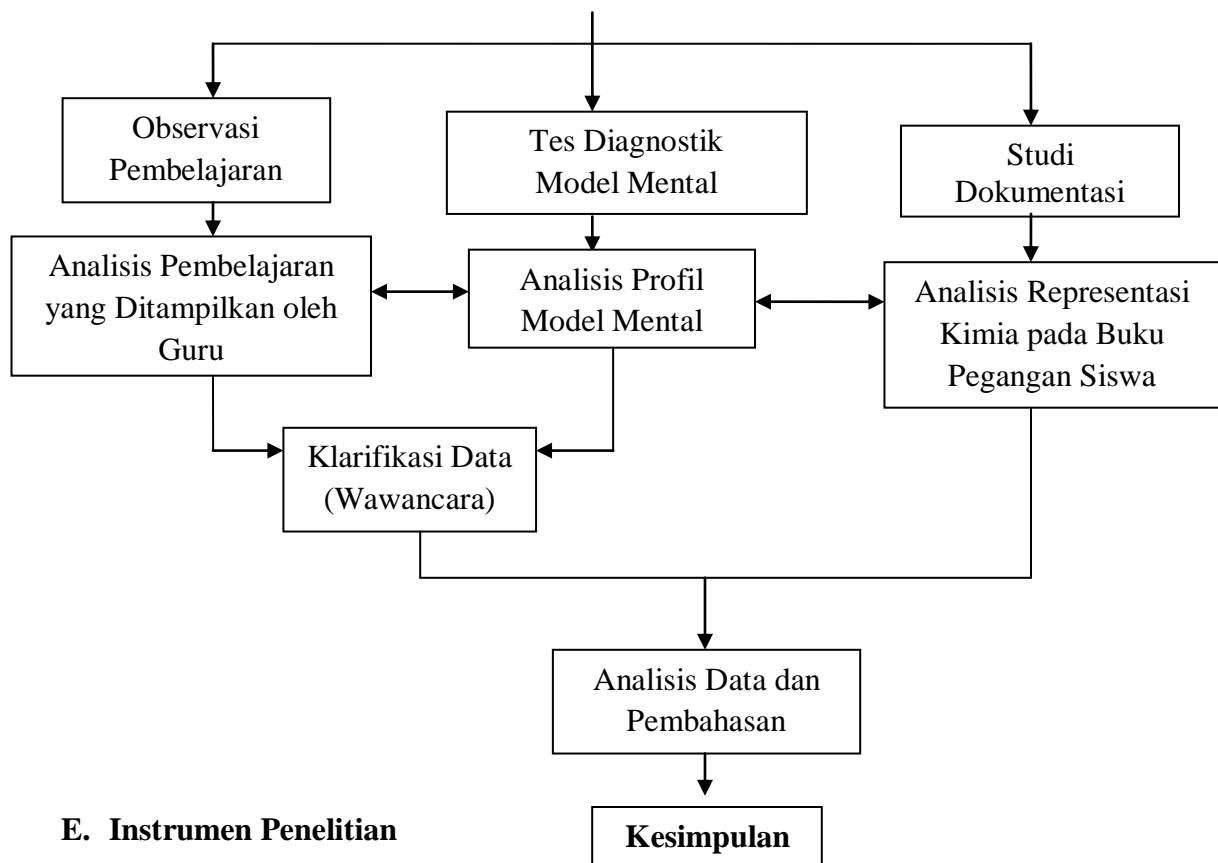 Observasi
Pembelajaran
Tes Diagnostik
Model Mental
Studi
Dokumentasi
Analisis Pembelajaran
yang Ditampilkan oleh
Guru
Analisis Profil
Model Mental
Analisis Representasi
Kimia pada Buku
Pegangan Siswa
Klarifikasi Data
(Wawancara)
Analisis Data dan
Pembahasan
E. Instrumen Penelitian
Kesimpulan